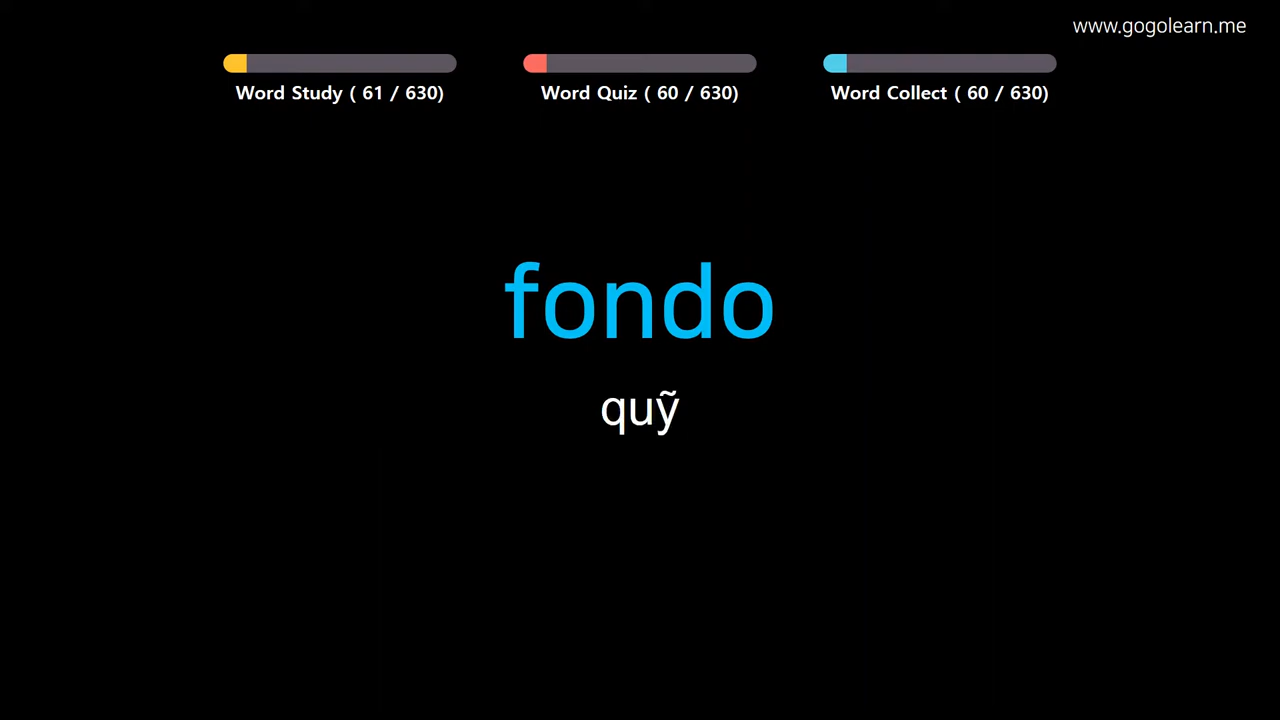 www.gogolearn.me
Word Study ( 61 / 630)
Word Quiz ( 60 / 630)
Word Collect ( 60 / 630)
fondo
quỹ